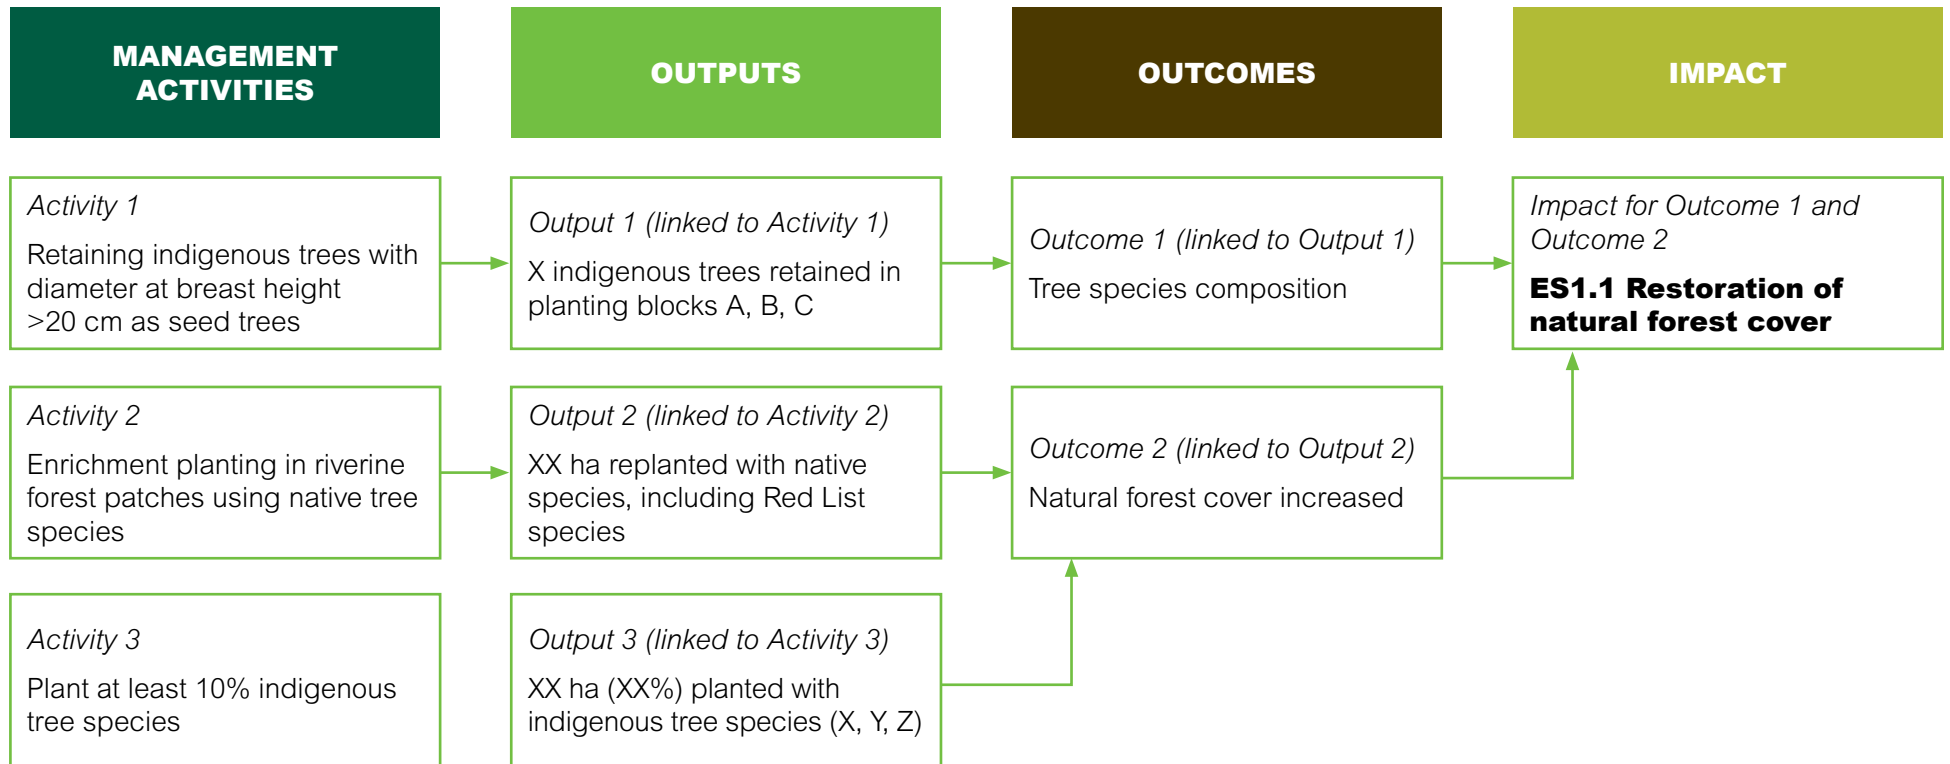 MANAGEMENT
ACTIVITIES
OUTPUTS
OUTCOMES
IMPACT
Activity 1
Retaining indigenous trees with
diameter at breast height
>20 cm as seed trees
Output 1 (linked to Activity 1)
X indigenous trees retained in
planting blocks A, B, C
Outcome 1 (linked to Output 1)
Tree species composition
Impact for Outcome 1 and
Outcome 2
ES1.1 Restoration of
natural forest cover
Activity 2
Enrichment planting in riverine
forest patches using native tree
species
Output 2 (linked to Activity 2)
XX ha replanted with native
species, including Red List
species
Outcome 2 (linked to Output 2)
Natural forest cover increased
Activity 3
Plant at least 10% indigenous
tree species
Output 3 (linked to Activity 3)
XX ha (XX%) planted with
indigenous tree species (X, Y, Z)